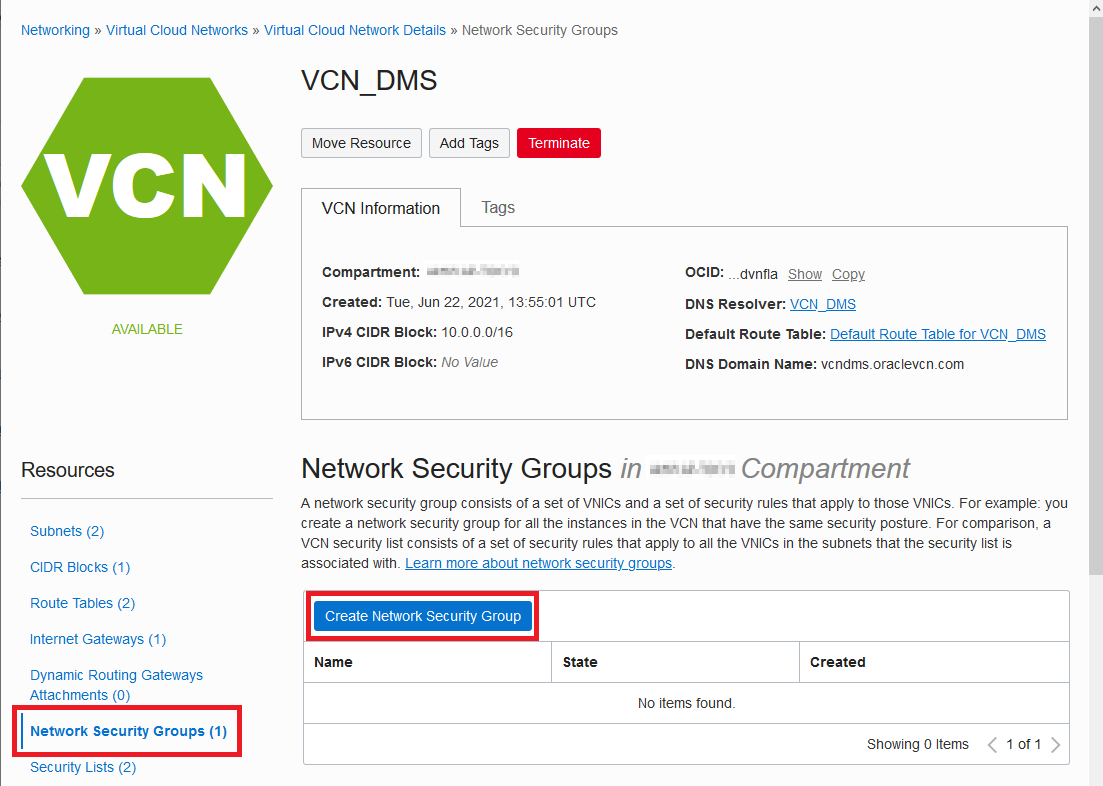 Networking » Virtual Cloud Networks » Virtual Cloud Network Details » Network Security Groups
VCN
AVAILABLE
VCN_DMS
Move Resource Add Tags Terminate
VCN Information Tags
Compartment:
Created: Tue, Jun 22, 2021, 13:55:01 UTC
IPv4 CIDR Block: 10.0.0.0/16
IPv6 CIDR Block: No Value
OCID: ...dvnfla Show Copy
DNS Resolver: VCN_DMS
Default Route Table: Default Route Table for VCN_DMS
DNS Domain Name: vcndms.oraclevcn.com
Resources
Subnets (2)
CIDR Blocks (1)
Route Tables (2)
Internet Gateways (1)
Dynamic Routing Gateways
Attachments (0)
Network Security Groups (1)
Security Lists (2)
Network Security Groups in Compartment
A network security group consists of a set of VNICs and a set of security rules that apply to those VNICs. For example: you
create a network security group for all the instances in the VCN that have the same security posture. For comparison, a
VCN security list consists of a set of security rules that apply to all the VNICs in the subnets that the security list is
associated with. Learn more about network security groups.
Create Network Security Group
Name State Created
No items found.
Showing 0 Items 1 of 1